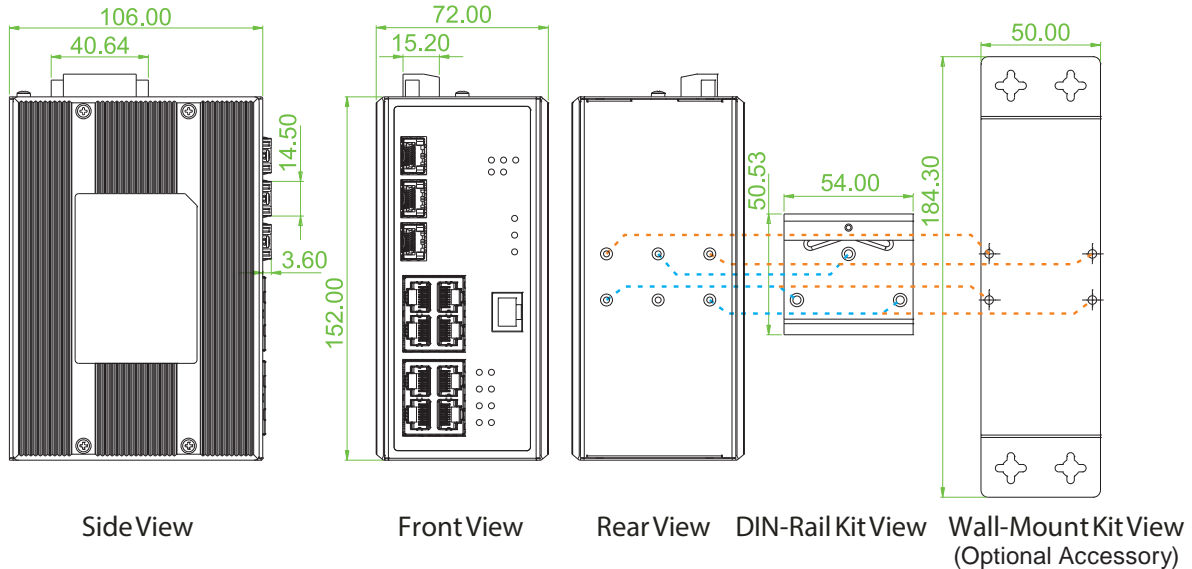 106.00
40.64
14.50
3.60
72.00
15.20
152.00
50.53
54.00
50.00
184.30
Side View
Front View
Rear View
DIN-Rail Kit View
Wall-Mount Kit View
(Optional Accessory)